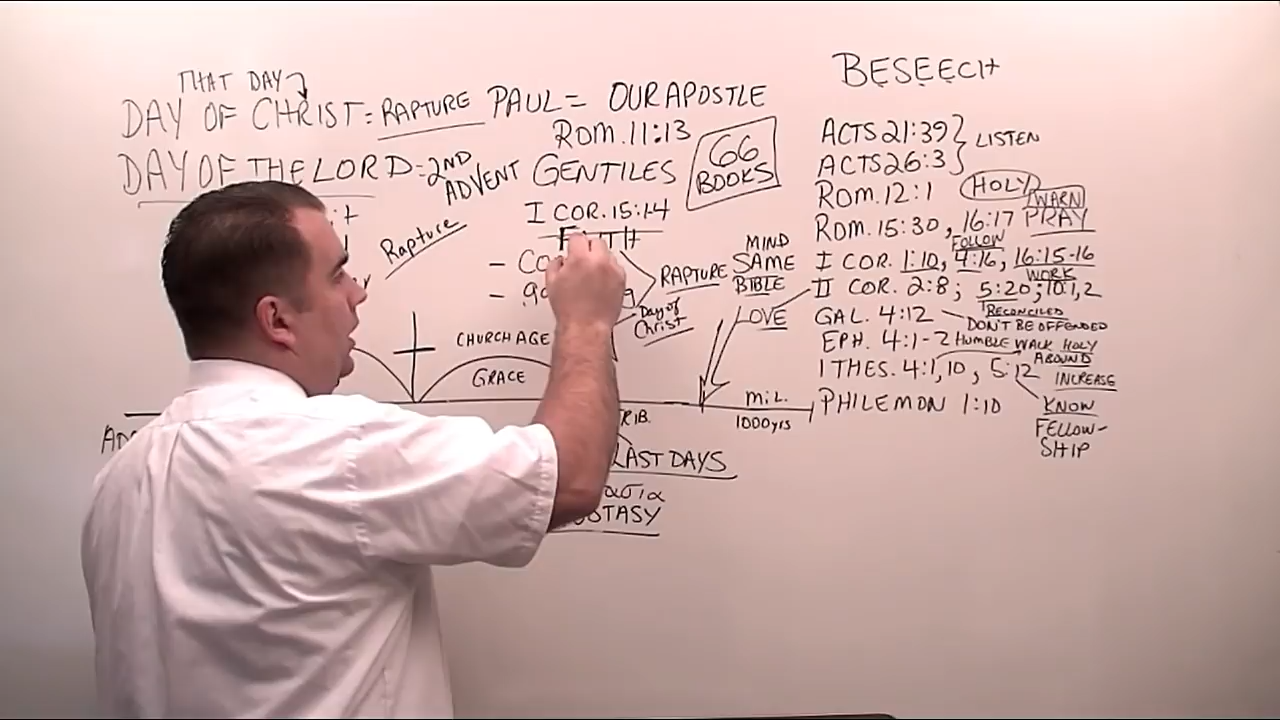 THAT DAY
DAY OF CHRIST = RAPTURE
DAY OF THE LORD = 2ND ADVENT
Rapture
PAUL = OUR APOSTLE
ROM. 11:13
GENTILES
66 BOOKS
I COR. 15:1-4
RAPTURE
Day of Christ
MIND
SAME
BIBLE
LOVE
CHURCH AGE
GRACE
MIL.
1000 yrs
LAST DAYS
BESEECH
ACTS 21:39 } LISTEN
ACTS 26:3
ROM. 12:1 HOLY
WARN
ROM. 15:30, 16:17 PRAY
FOLLOW
I COR. 1:10, 4:16, 16:15-16
WORK
II COR. 2:8; 5:20; 10:1,2
RECONCILED
GAL. 4:12 DON'T BE OFFENDED
EPH. 4:1-2 HUMBLE WALK HOLY
ABOUND
1 THES. 4:1,10, 5:12 INCREASE
PHILEMON 1:10 KNOW
FELLOW-
SHIP